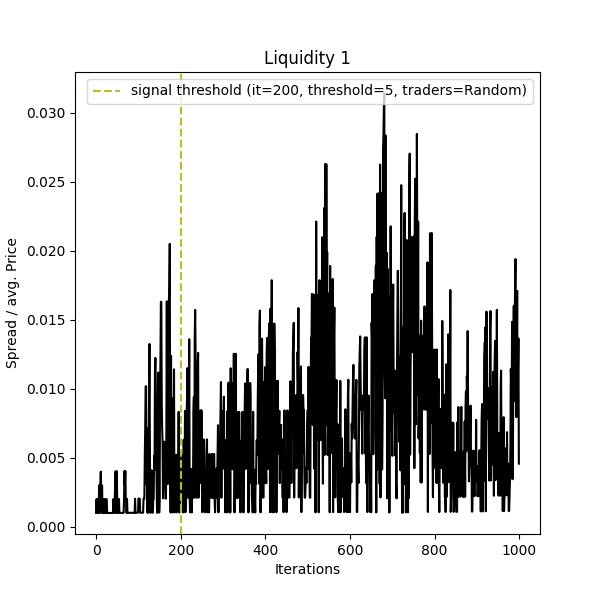 Liquidity 1
signal threshold (it=200, threshold=5, traders=Random)
Spread / avg. Price
0.030
0.025
0.020
0.015
0.010
0.005
0.000
0 200 400 600 800 1000
Iterations